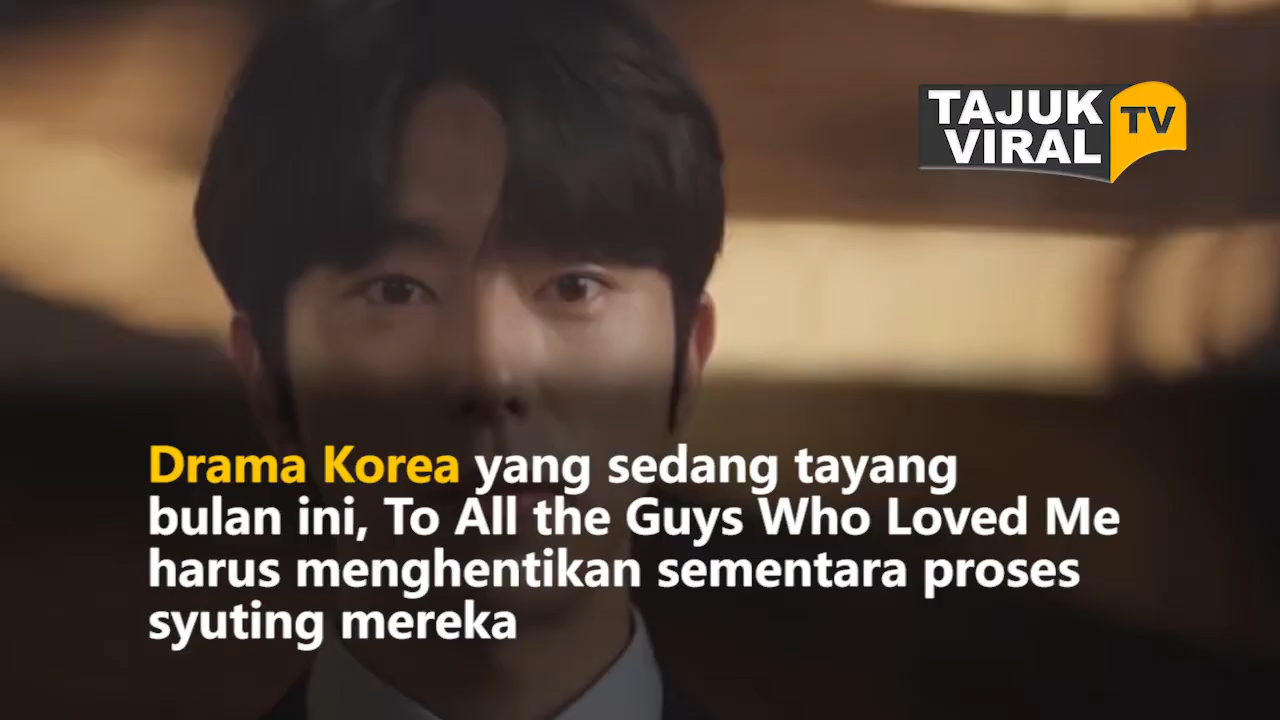 TAJUK
VIRAL
TV
Drama Korea yang sedang tayang
bulan ini, To All the Guys Who Loved Me
harus menghentikan sementara proses
syuting mereka